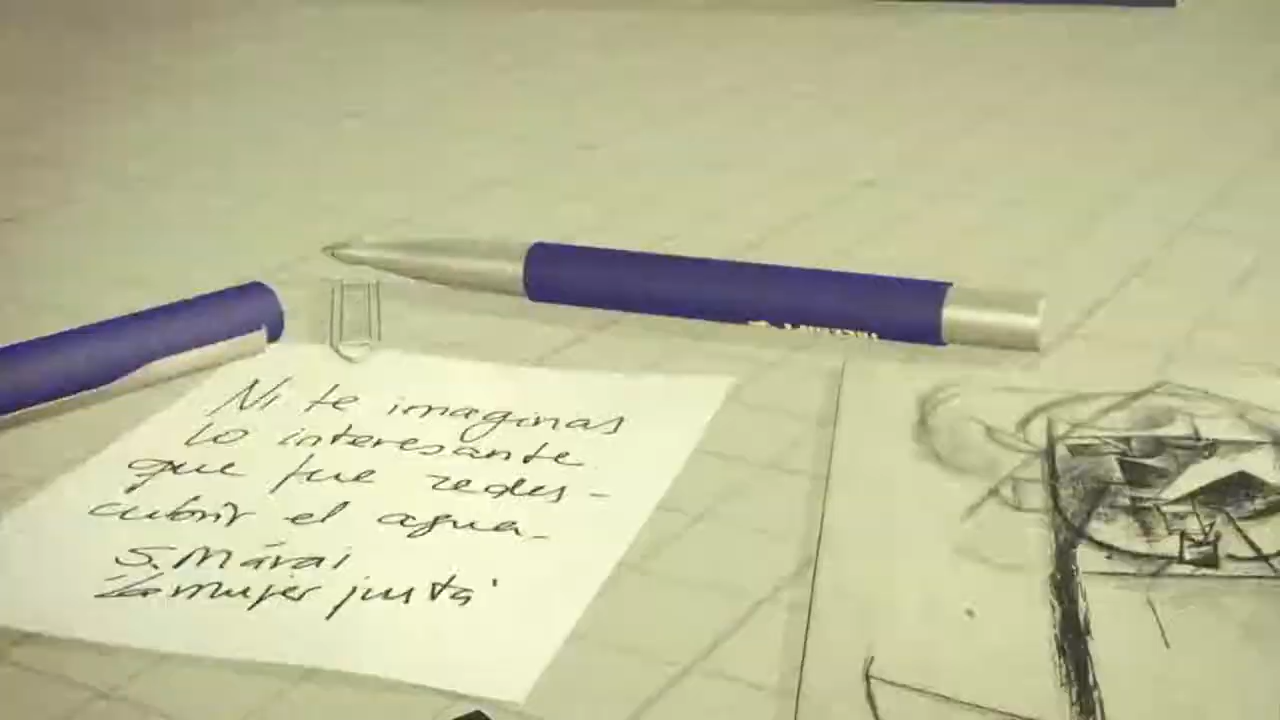 Ni te imaginas
lo interesante
que fue redes-
cubrir el agua.
S. Márai
"La mujer justa"